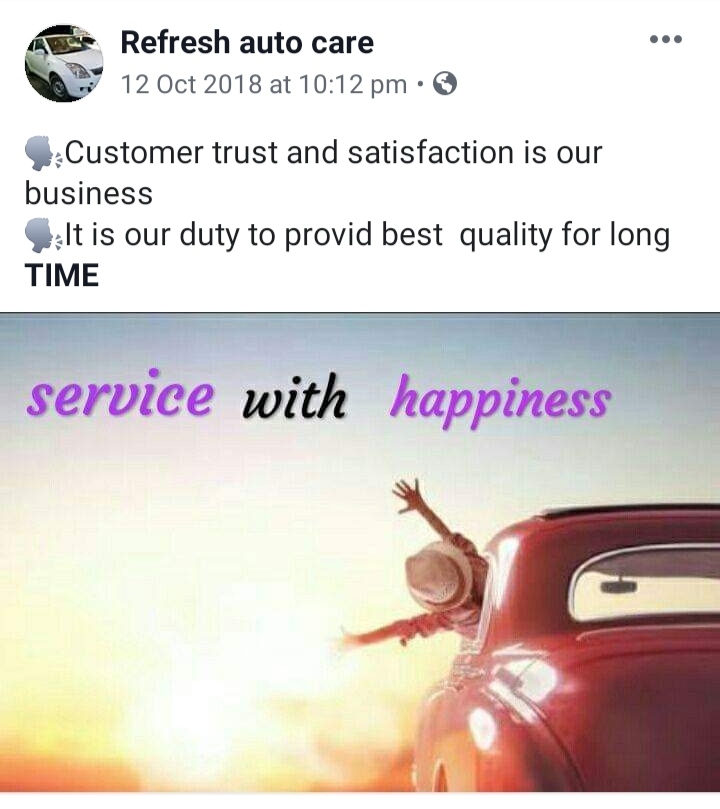 Refresh auto care
12 Oct 2018 at 10:12 pm •
🗣Customer trust and satisfaction is our
business
🗣It is our duty to provid best  quality for long
TIME
service with happiness